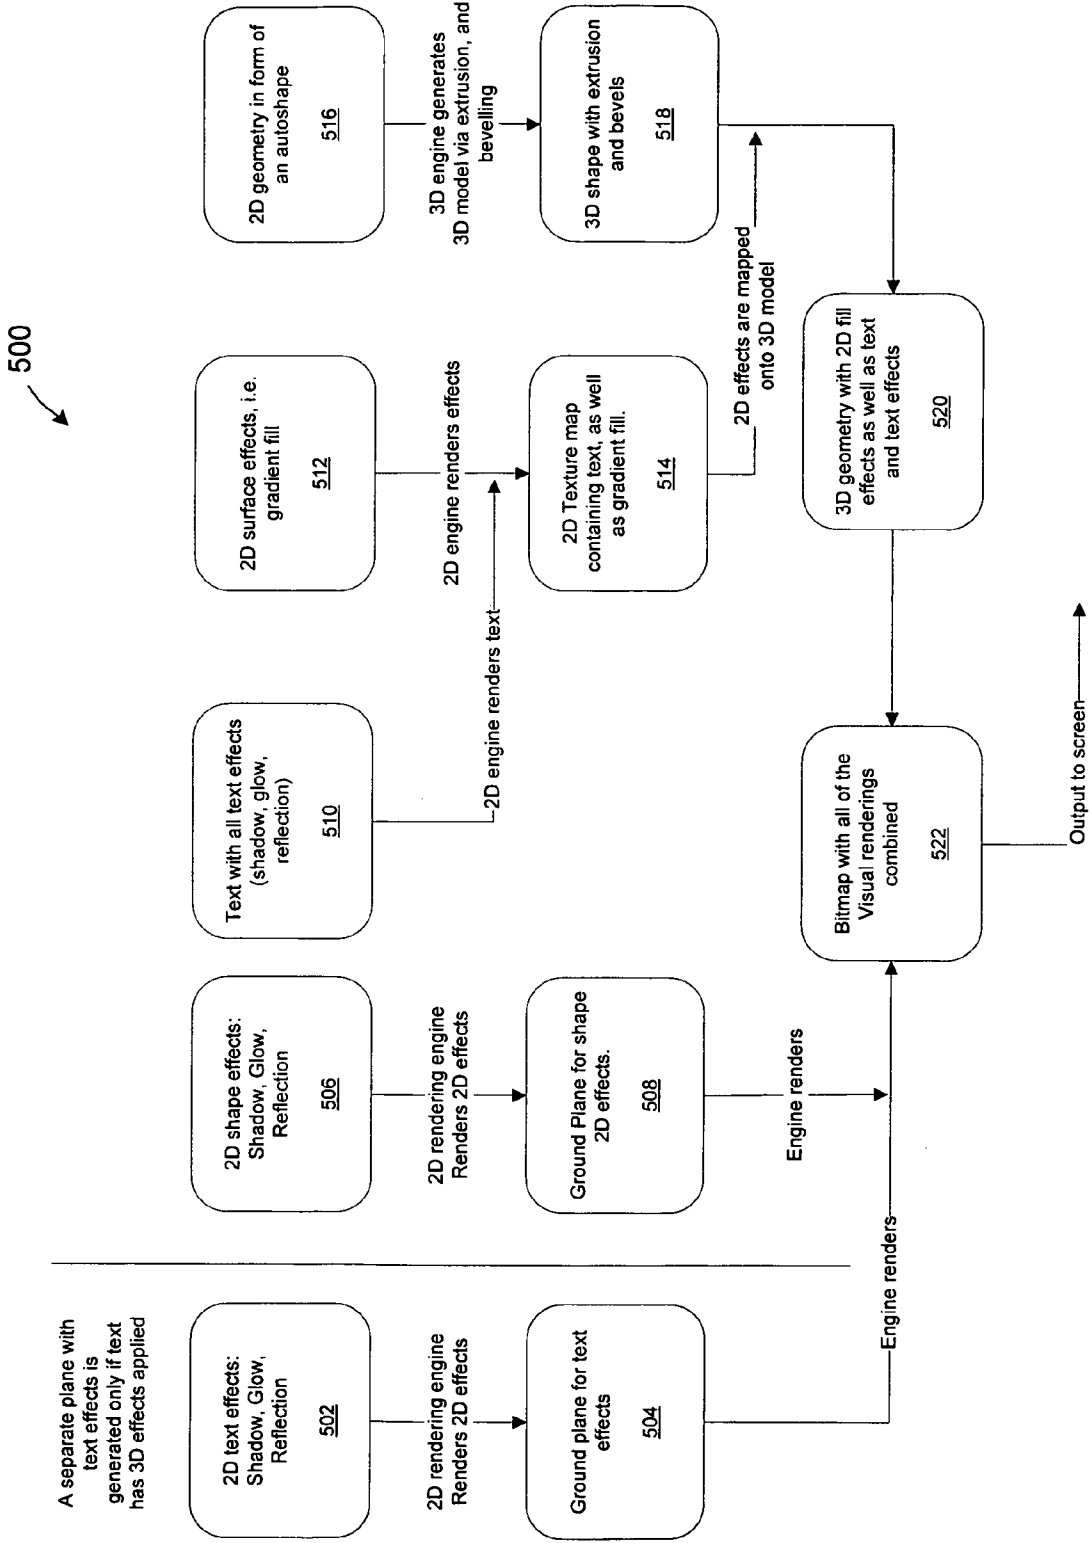 500
A separate plane with
text effects is
generated only if text
has 3D effects applied
2D text effects:
Shadow, Glow,
Reflection
502
2D shape effects:
Shadow, Glow,
Reflection
506
Text with all text effects
(shadow, glow,
reflection)
510
2D surface effects, i.e.
gradient fill
512
2D geometry in form of
an autoshape
516
2D rendering engine
Renders 2D effects
2D rendering engine
Renders 2D effects
2D engine renders text
2D engine renders effects
3D engine generates
3D model via extrusion, and
bevelling
Ground plane for text
effects
504
Ground Plane for shape
2D effects.
508
2D Texture map
containing text, as well
as gradient fill.
514
3D shape with extrusion
and bevels
518
Engine renders
Engine renders
2D effects are mapped
onto 3D model
Bitmap with all of the
Visual renderings
combined
522
3D geometry with 2D fill
effects as well as text
and text effects
520
Output to screen